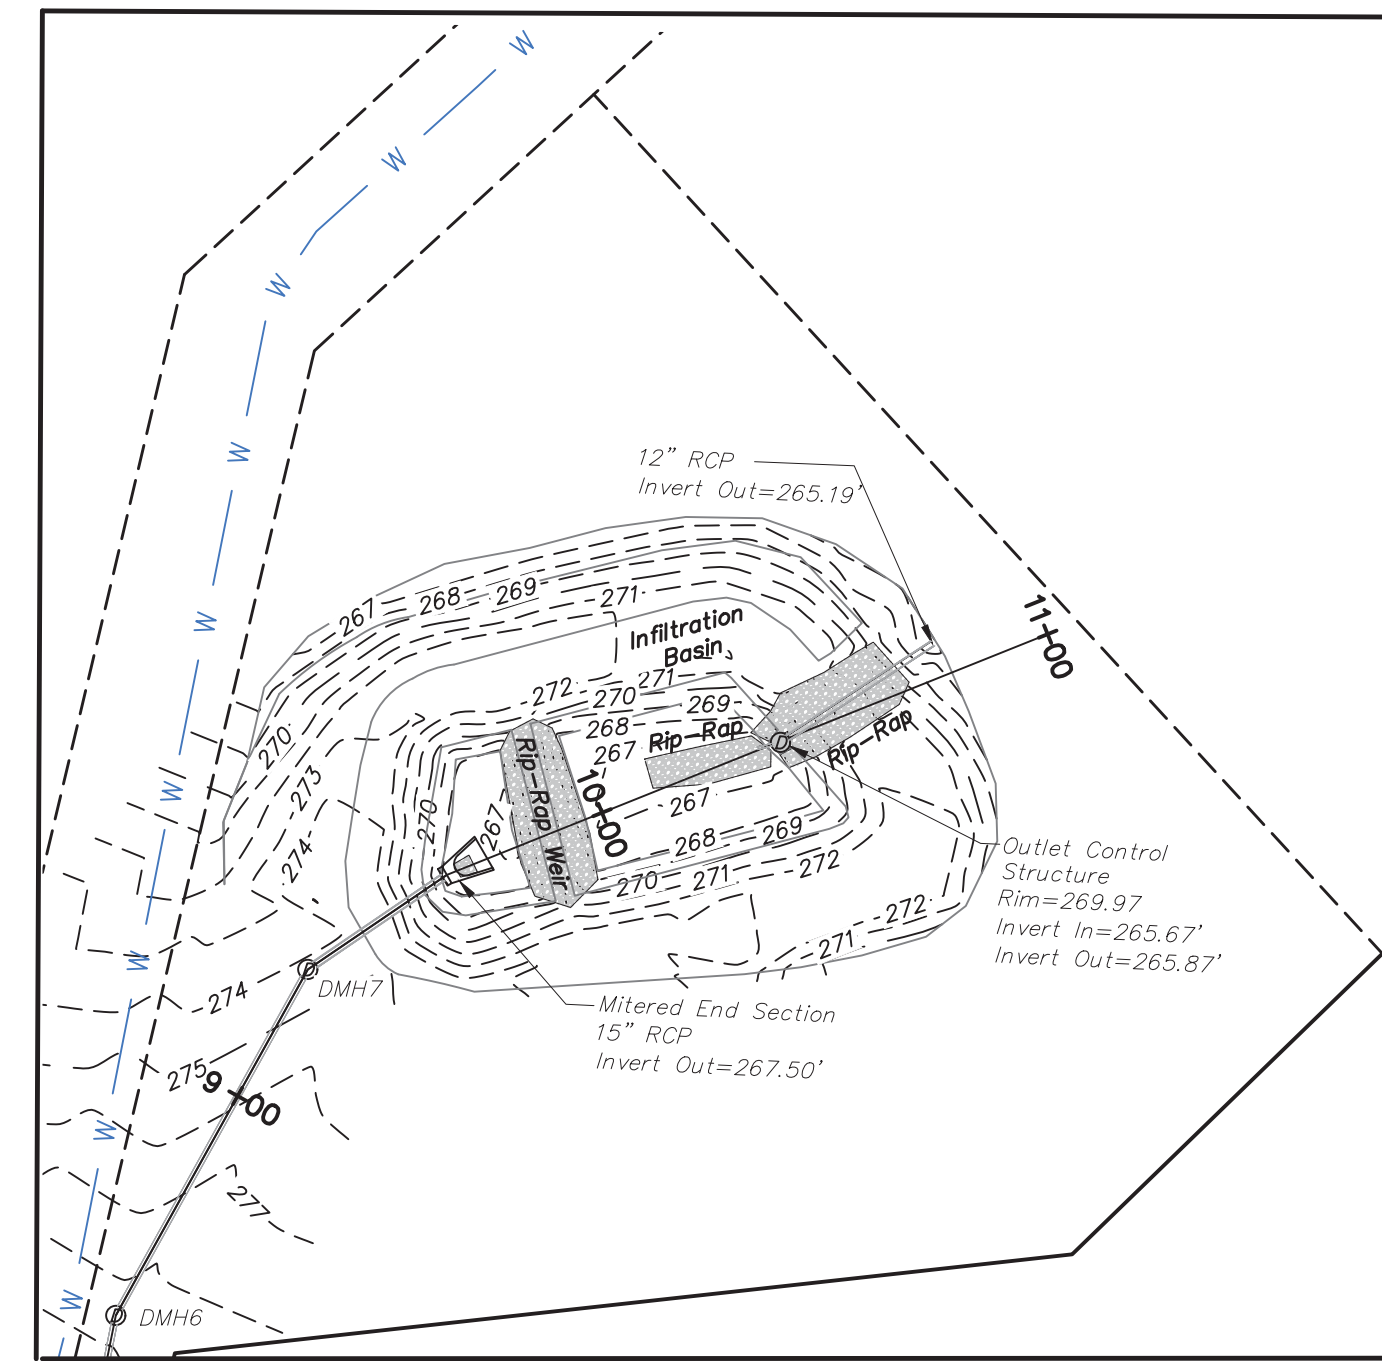 W
W
W
W
12” RCP
Invert Out=265.19’
W
267
268
269
271
11+00
Infiltration
Basin
W
272
271
270
269
268
267
Rip-Rap
Rip-Rap
270
273
W
Rip-Rap Weir
10+00
270
267
267
268
269
274
270
271
272
Outlet Control
Structure
Rim=269.97
Invert In=265.67’
Invert Out=265.87’
272
271
W
DMH7
274
Mitered End Section
15” RCP
Invert Out=267.50’
275
9+00
W
277
W
DMH6